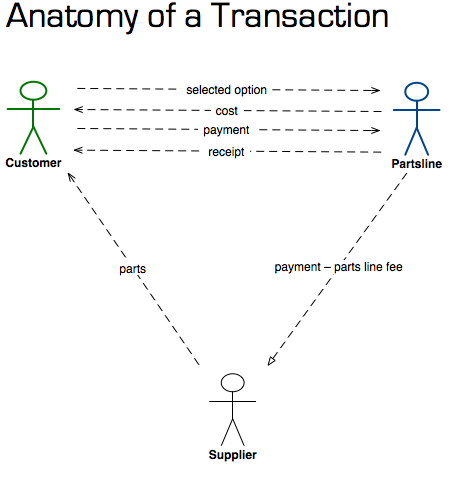 Anatomy of a Transaction
selected option
cost
payment
receipt
Customer
Partsline
parts
payment – parts line fee
Supplier